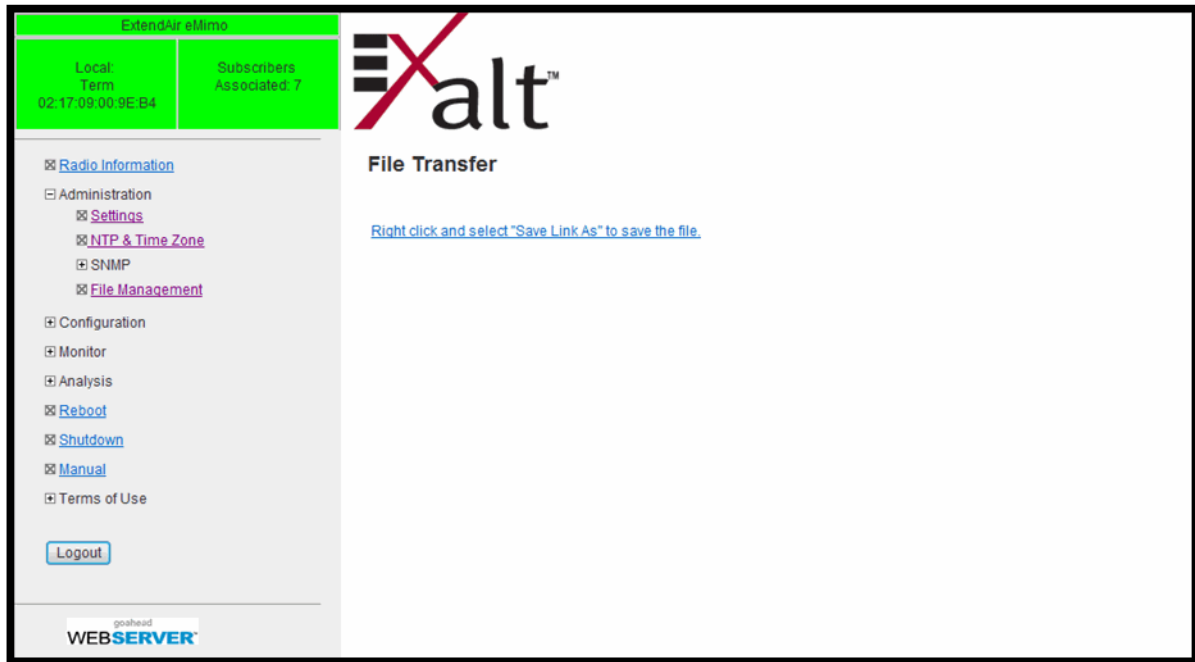 ExtendAir eMimo
Local:
Term
02:17:09:00:9E:B4
Subscribers
Associated: 7
Radio Information
Administration
Settings
NTP & Time Zone
SNMP
File Management
Configuration
Monitor
Analysis
Reboot
Shutdown
Manual
Terms of Use
Logout
goahead
WEBSERVER™
EXalt™
File Transfer
Right click and select "Save Link As" to save the file.